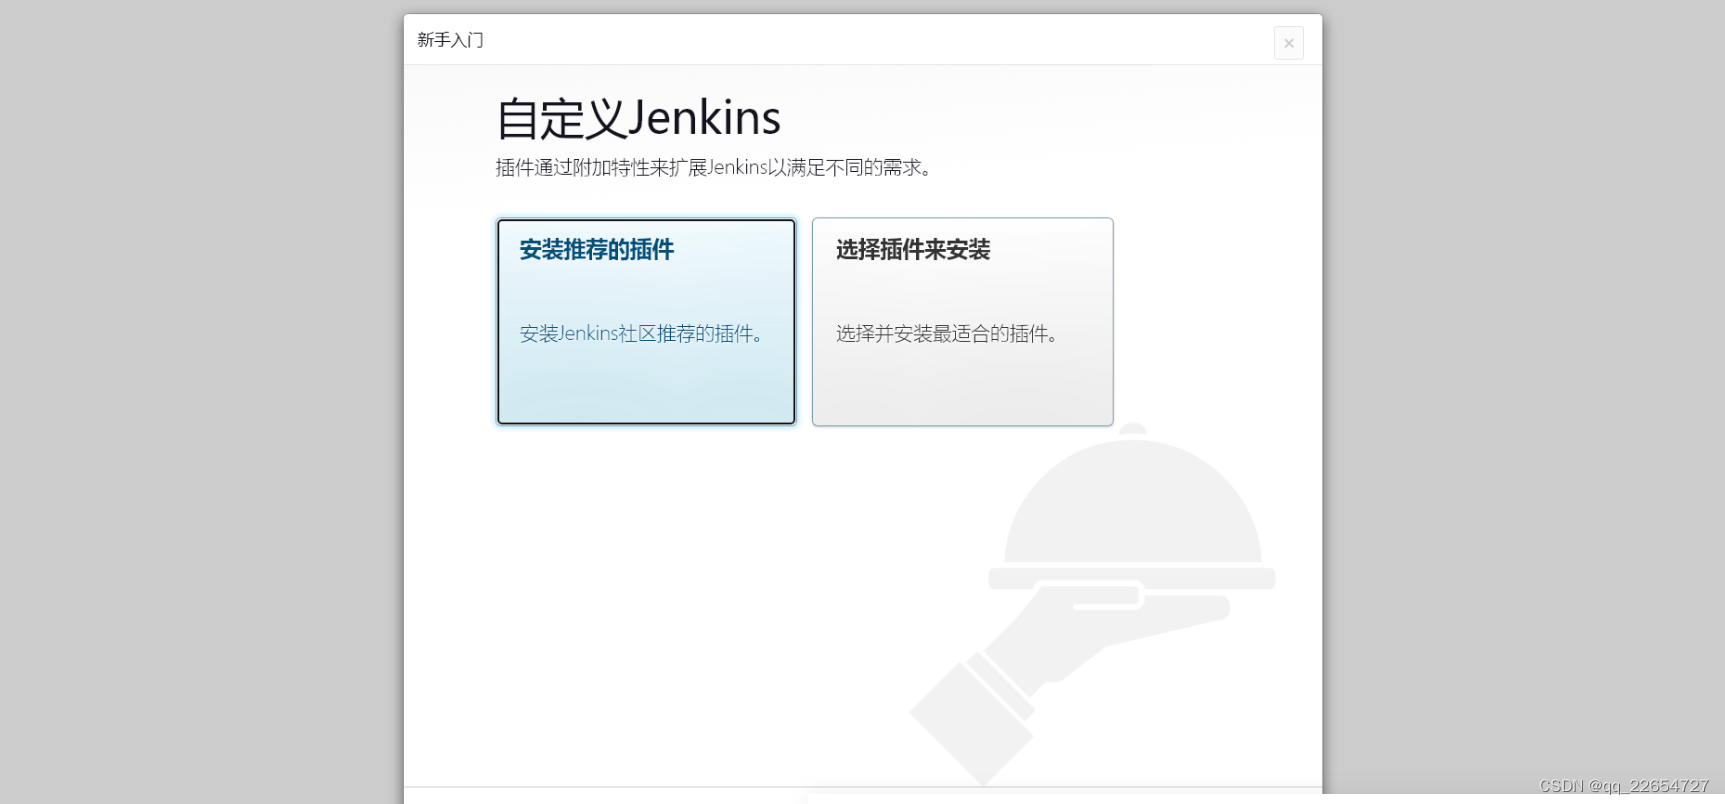 新手入门
×
自定义Jenkins
插件通过附加特性来扩展Jenkins以满足不同的需求。
安装推荐的插件
安装Jenkins社区推荐的插件。
选择插件来安装
选择并安装最适合的插件。
CSDN @qq_22654727